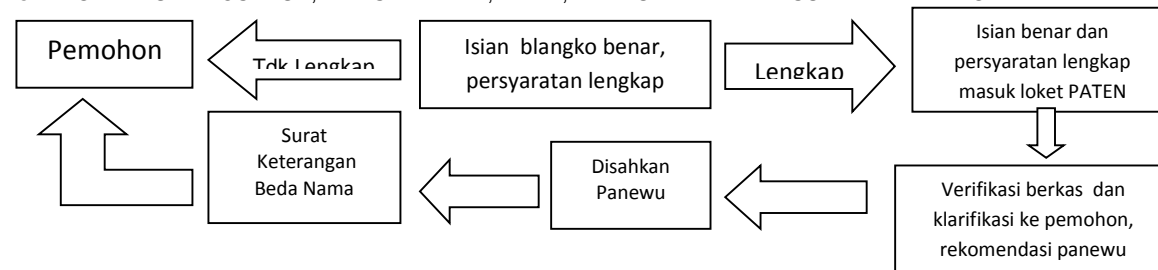 Pemohon
Tdk Lengkap
Isian blangko benar,
persyaratan lengkap
Lengkap
Isian benar dan
persyaratan lengkap
masuk loket PATEN
Surat
Keterangan
Beda Nama
Disahkan
Panewu
Verifikasi berkas dan
klarifikasi ke pemohon,
rekomendasi panewu